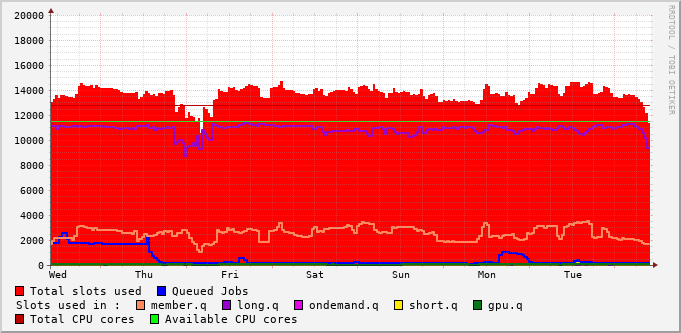 20000
18000
16000
14000
12000
10000
8000
6000
4000
2000
0
Wed Thu Fri Sat Sun Mon Tue
Total slots used Queued Jobs
Slots used in : member.q long.q ondemand.q short.q gpu.q
Total CPU cores Available CPU cores
RRDTOOL / TOBI OETIKER